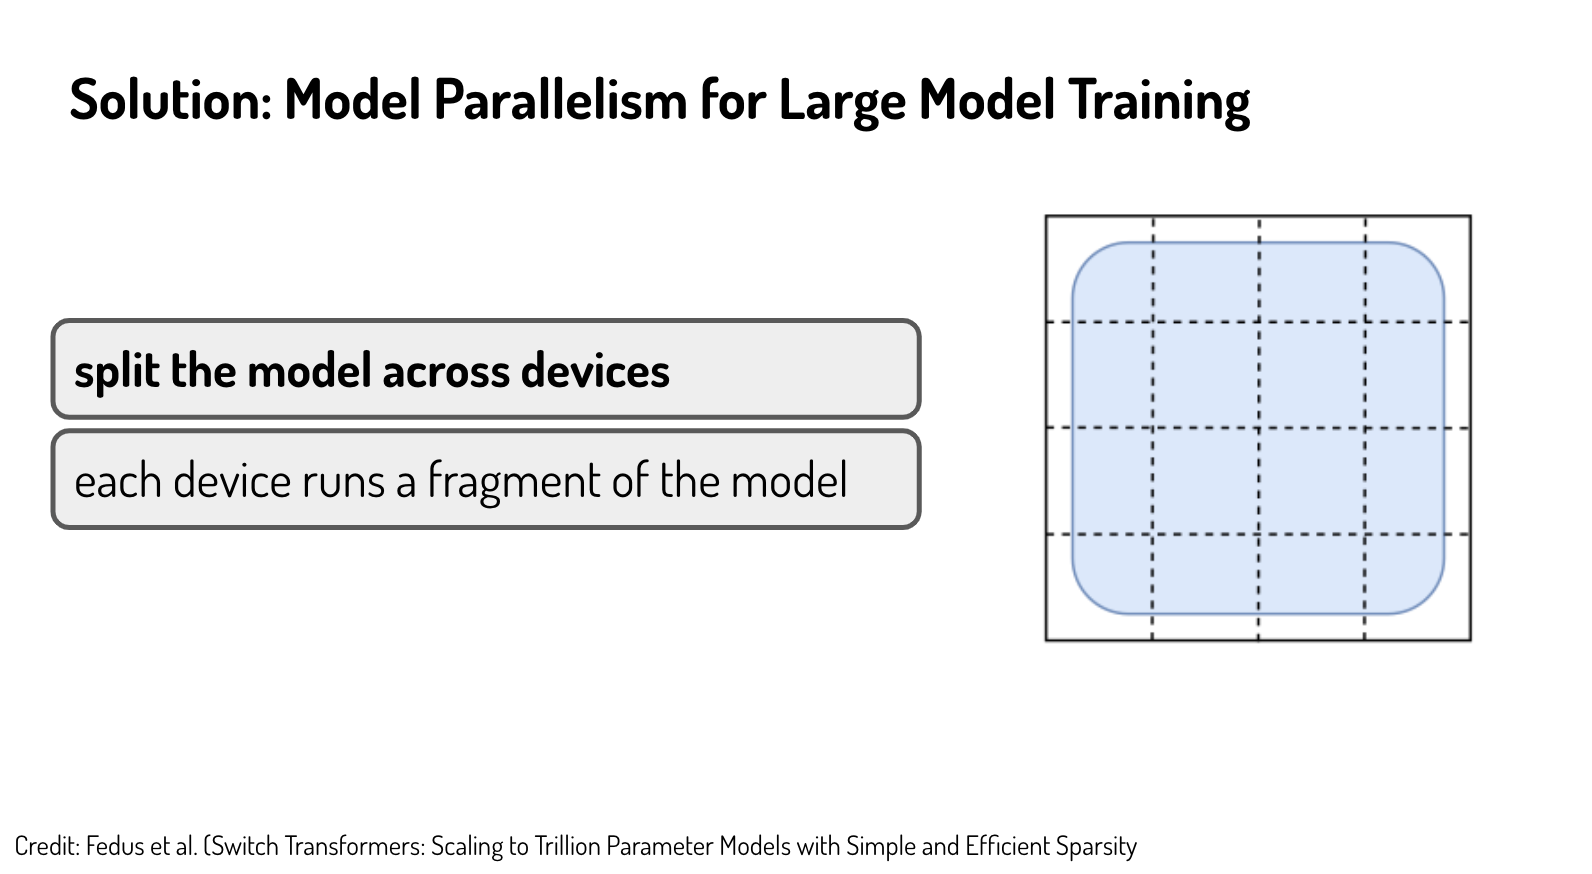 Solution: Model Parallelism for Large Model Training
split the model across devices
each device runs a fragment of the model
Credit: Fedus et al. (Switch Transformers: Scaling to Trillion Parameter Models with Simple and Efficient Sparsity